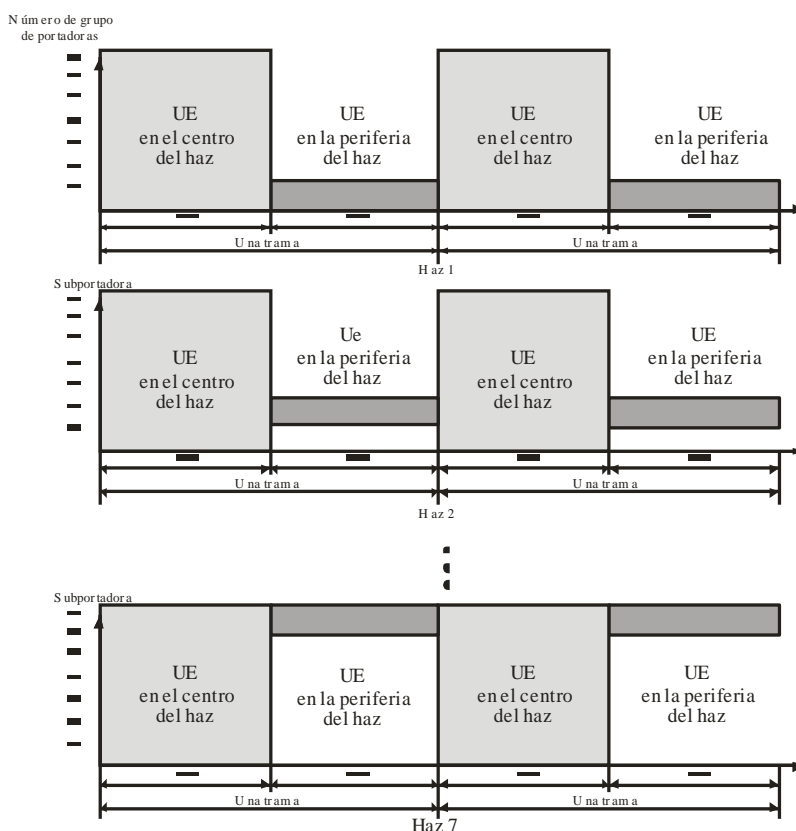 Número de grupo
de portadoras
UE
en el centro
del haz
UE
en la periferia
del haz
UE
en el centro
del haz
UE
en la periferia
del haz
Una trama
Una trama
Haz 1
Subportadora
UE
en el centro
del haz
Ue
en la periferia
del haz
UE
en el centro
del haz
UE
en la periferia
del haz
Una trama
Una trama
Haz 2
Subportadora
UE
en el centro
del haz
UE
en la periferia
del haz
UE
en el centro
del haz
UE
en la periferia
del haz
Una trama
Una trama
Haz 7